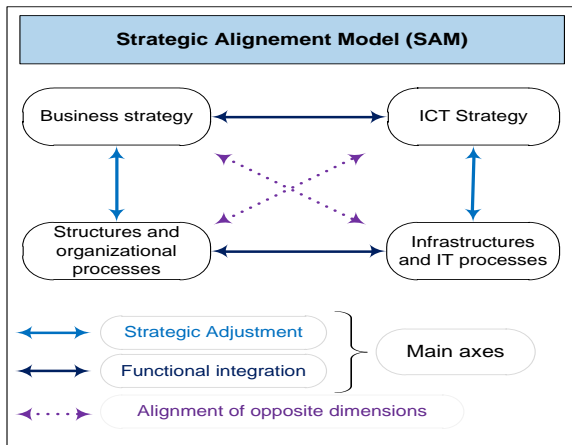 Strategic Alignement Model (SAM)
Business strategy
ICT Strategy
Structures and
organizational
processes
Infrastructures
and IT processes
Strategic Adjustment
Functional integration
Main axes
Alignment of opposite dimensions